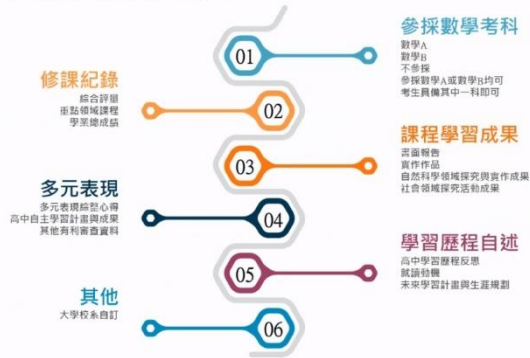 01
參採數學考科
數學A
數學B
不參採
參採數學A或數學B均可
考生具備其中一科即可
修課紀錄
綜合評量
重點領域課程
學業總成績
02
03
課程學習成果
書面報告
實作作品
自然科學領域探究與實作成果
社會領域探究活動成果
多元表現
多元表現綜整心得
高中自主學習計畫與成果
其他有利審查資料
04
05
學習歷程自述
高中學習歷程反思
就讀動機
未來學習計畫與生涯規劃
其他
大學校系自訂
06